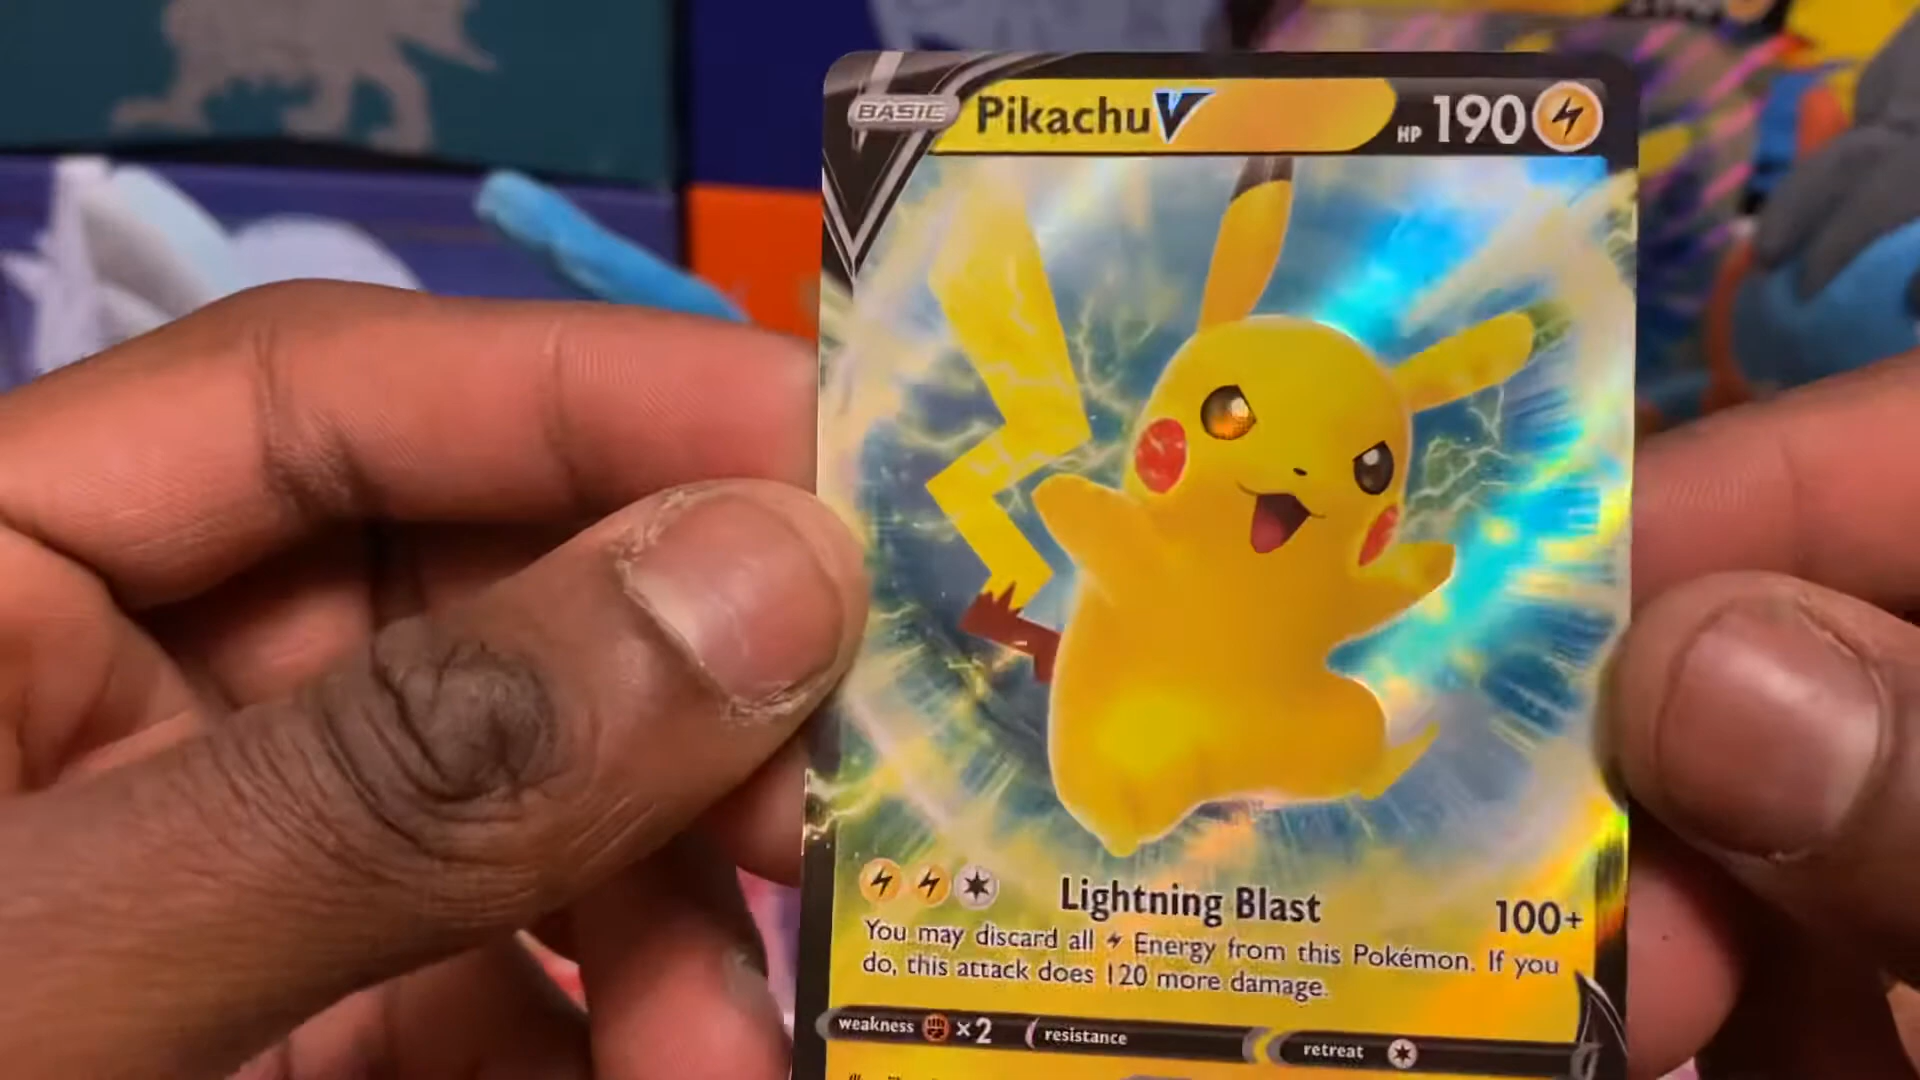 BASIC Pikachu V HP 190
Lightning Blast 100+
You may discard all Energy from this Pokémon. If you
do, this attack does 120 more damage.
weakness ×2 resistance retreat